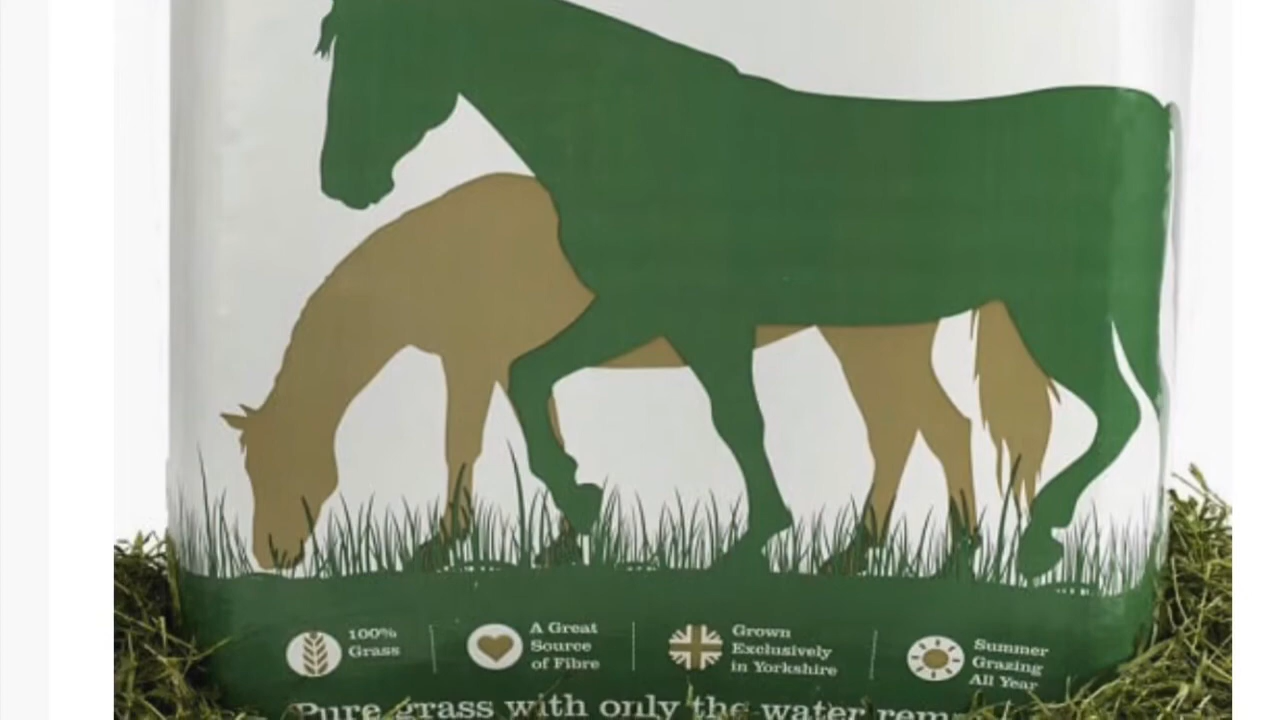 100%
Grass
A Great
Source
of Fibre
Grown
Exclusively
in Yorkshire
Summer
Grazing
All Year
Pure grass with only the water